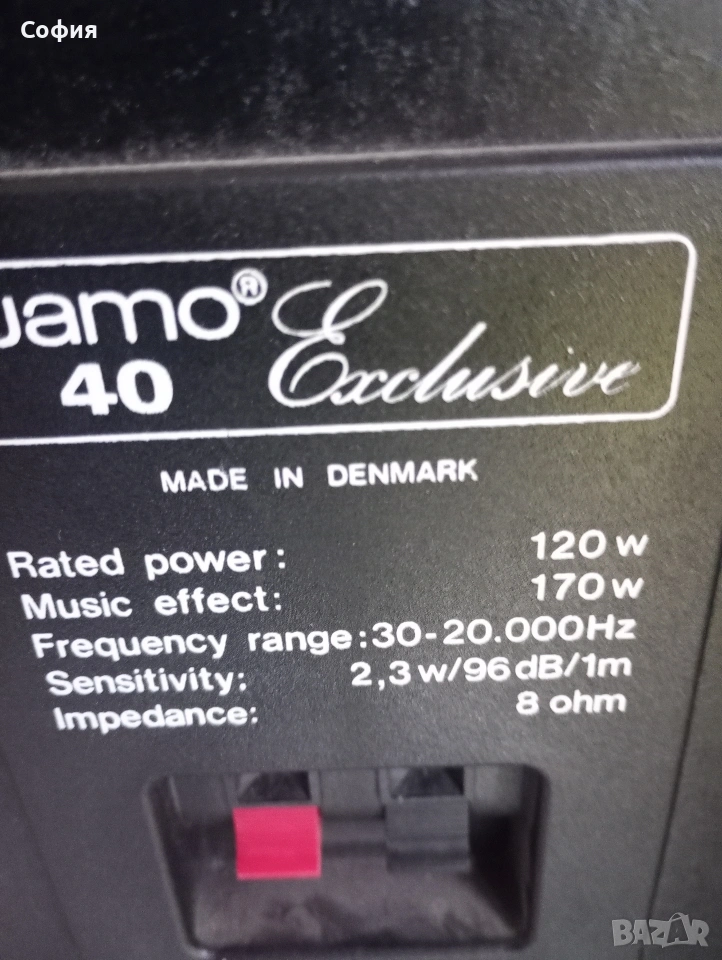 София
Jamo® Exclusive
40
MADE IN DENMARK
Rated power: 120w
Music effect: 170w
Frequency range:30-20.000Hz
Sensitivity: 2,3w/96dB/1m
Impedance: 8 ohm
BAZAR